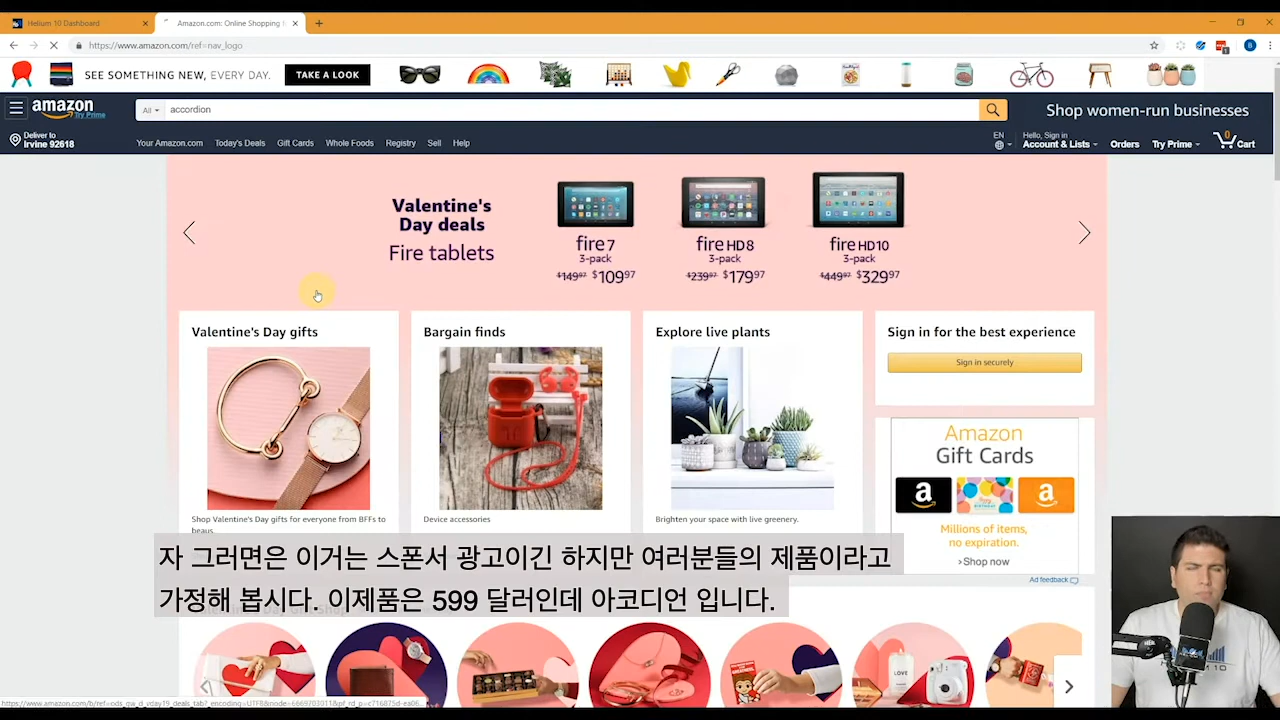 Helium 10 Dashboard
Amazon.com: Online Shopping
https://www.amazon.com/ref=nav_logo
SEE SOMETHING NEW, EVERY DAY.
TAKE A LOOK
amazon
Try Prime
All
accordion
Shop women-run businesses
Deliver to
Irvine 92618
Your Amazon.com
Today's Deals
Gift Cards
Whole Foods
Registry
Sell
Help
EN
Hello, Sign in
Account & Lists
Orders
Try Prime
0
Cart
Valentine's
Day deals
Fire tablets
fire 7
3-pack
$149.97 $109.97
fire HD 8
3-pack
$239.97 $179.97
fire HD 10
3-pack
$449.97 $329.97
Valentine's Day gifts
Bargain finds
Explore live plants
Sign in for the best experience
Sign in securely
Amazon
Gift Cards
Millions of items,
no expiration.
›Shop now
Ad feedback
Shop Valentine's Day gifts for everyone from BFFs to
beaus
Device accessories
Brighten your space with live greenery.
자 그러면은 이거는 스폰서 광고이긴 하지만 여러분들의 제품이라고
가정해 봅시다. 이제품은 599 달러인데 아코디언 입니다.
LOVE